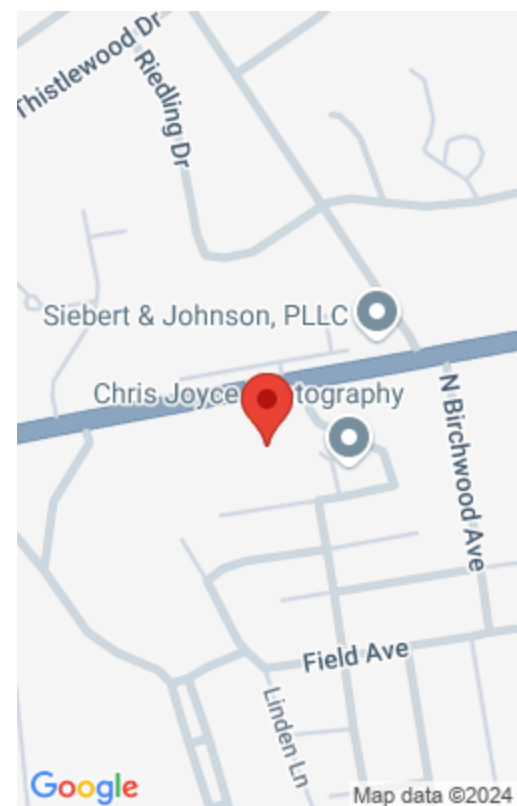 Thistlewood Dr
Riedling Dr
Siebert & Johnson, PLLC
Chris Joyce tography
N Birchwood Ave
Field Ave
Linden Ln
Google
Map data ©2024